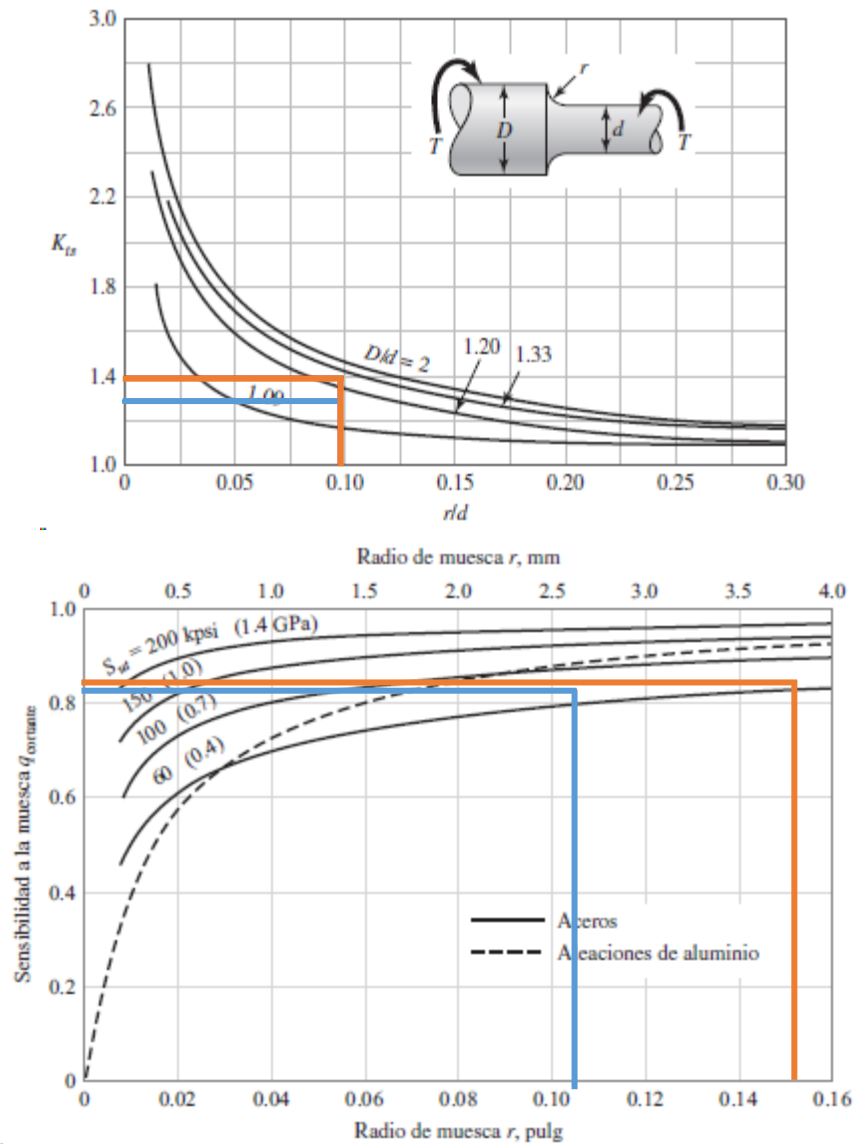 3.0
2.6
2.2
K_ts
1.8
1.4
1.0
r
T
D
d
T
D/d = 2
1.20
1.33
1.09
0
0.05
0.10
0.15
0.20
0.25
0.30
r/d
Radio de muesca r, mm
0 0.5 1.0 1.5 2.0 2.5 3.0 3.5 4.0
1.0
0.8
0.6
0.4
0.2
0
Sensibilidad a la muesca q_cortante
S_ut = 200 kpsi (1.4 GPa)
150 (1.0)
100 (0.7)
60 (0.4)
Aceros
Aleaciones de aluminio
0 0.02 0.04 0.06 0.08 0.10 0.12 0.14 0.16
Radio de muesca r, pulg